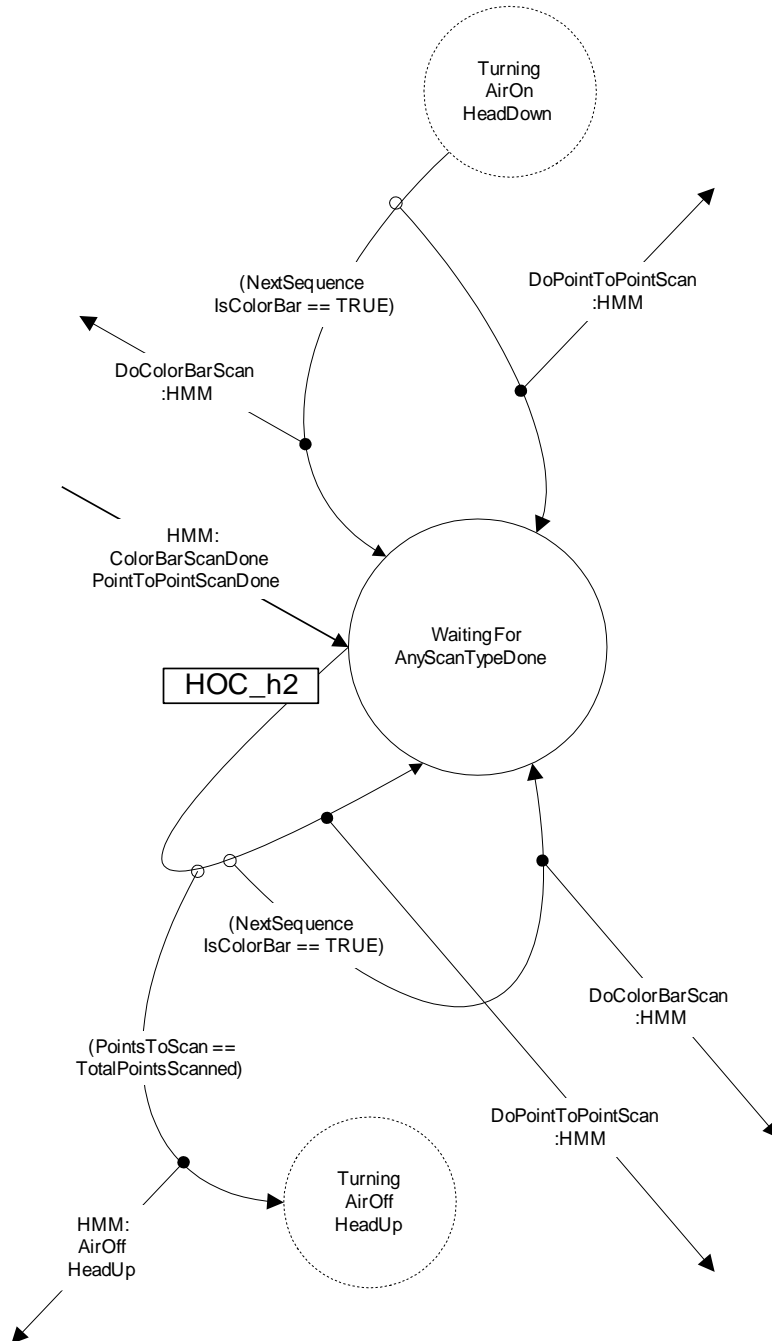 Turning
AirOn
HeadDown
(NextSequence
IsColorBar == TRUE)
DoPointToPointScan
:HMM
DoColorBarScan
:HMM
HMM:
ColorBarScanDone
PointToPointScanDone
WaitingFor
AnyScanTypeDone
HOC_h2
(NextSequence
IsColorBar == TRUE)
DoColorBarScan
:HMM
(PointsToScan ==
TotalPointsScanned)
DoPointToPointScan
:HMM
Turning
AirOff
HeadUp
HMM:
AirOff
HeadUp